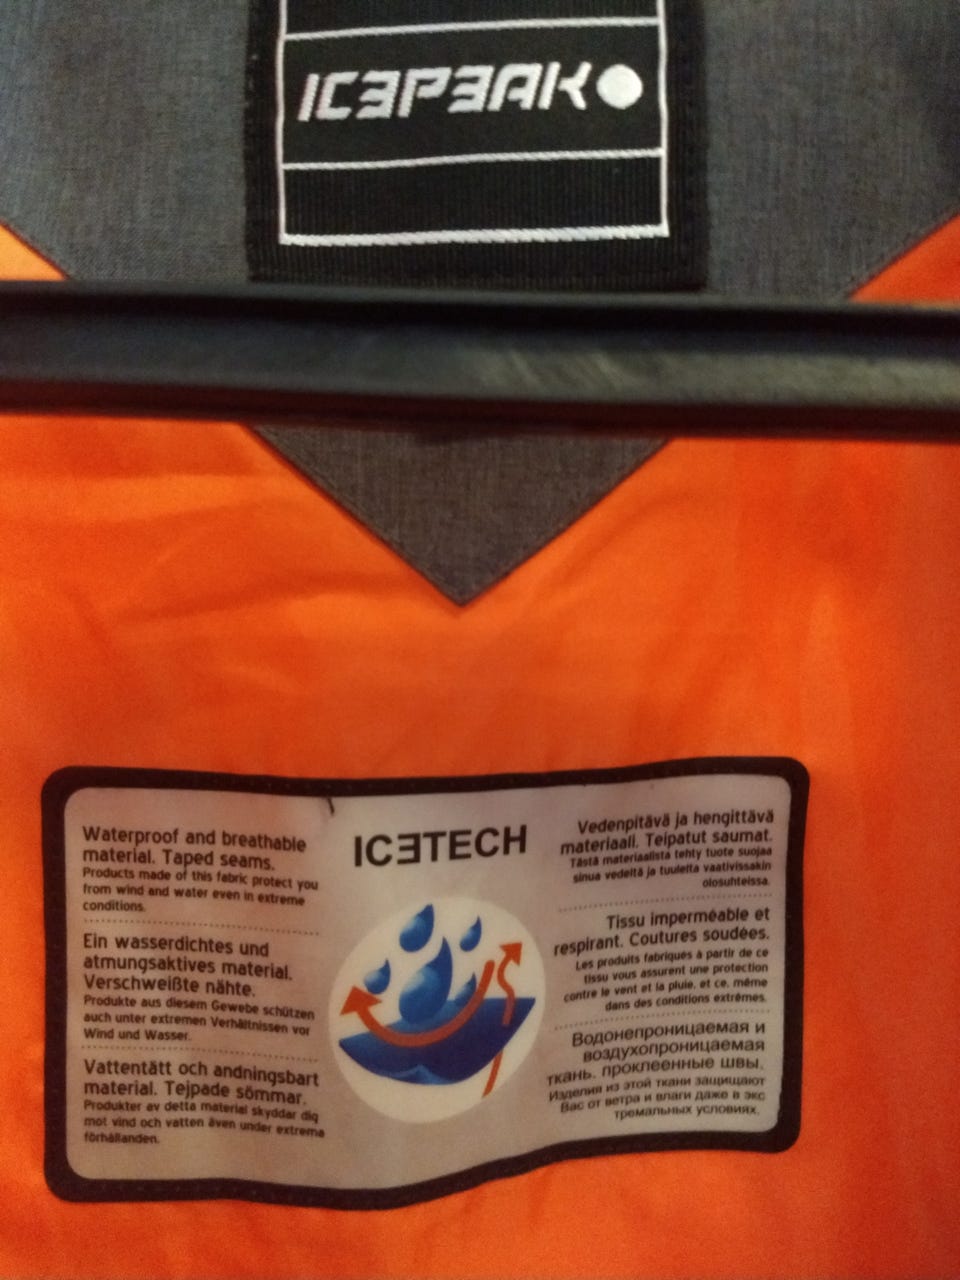 ICEPEAK
Waterproof and breathable
material. Taped seams.
Products made of this fabric protect you
from wind and water even in extreme
conditions.
Ein wasserdichtes und
atmungsaktives material.
Verschweißte nähte.
Produkte aus diesem Gewebe schützen
auch unter extremen Verhältnissen vor
Wind und Wasser.
Vattentätt och andningsbart
material. Tejpade sömmar.
Produkter av detta material skyddar dig
mot vind och vatten även under extrema
förhållanden.
ICETECH
Vedenpitävä ja hengittävä
materiaali. Teipatut saumat.
Tästä materiaalista tehty tuote suojaa
sinua vedeltä ja tuulelta vaativissakin
olosuhteissa.
Tissu imperméable et
respirant. Coutures soudées.
Les produits fabriqués à partir de ce
tissu vous assurent une protection
contre le vent et la pluie, et ce, même
dans des conditions extrêmes.
Водонепроницаемая и
воздухопроницаемая
ткань, проклеенные швы.
Изделия из этой ткани защищают
Вас от ветра и влаги даже в экс
тремальных условиях.